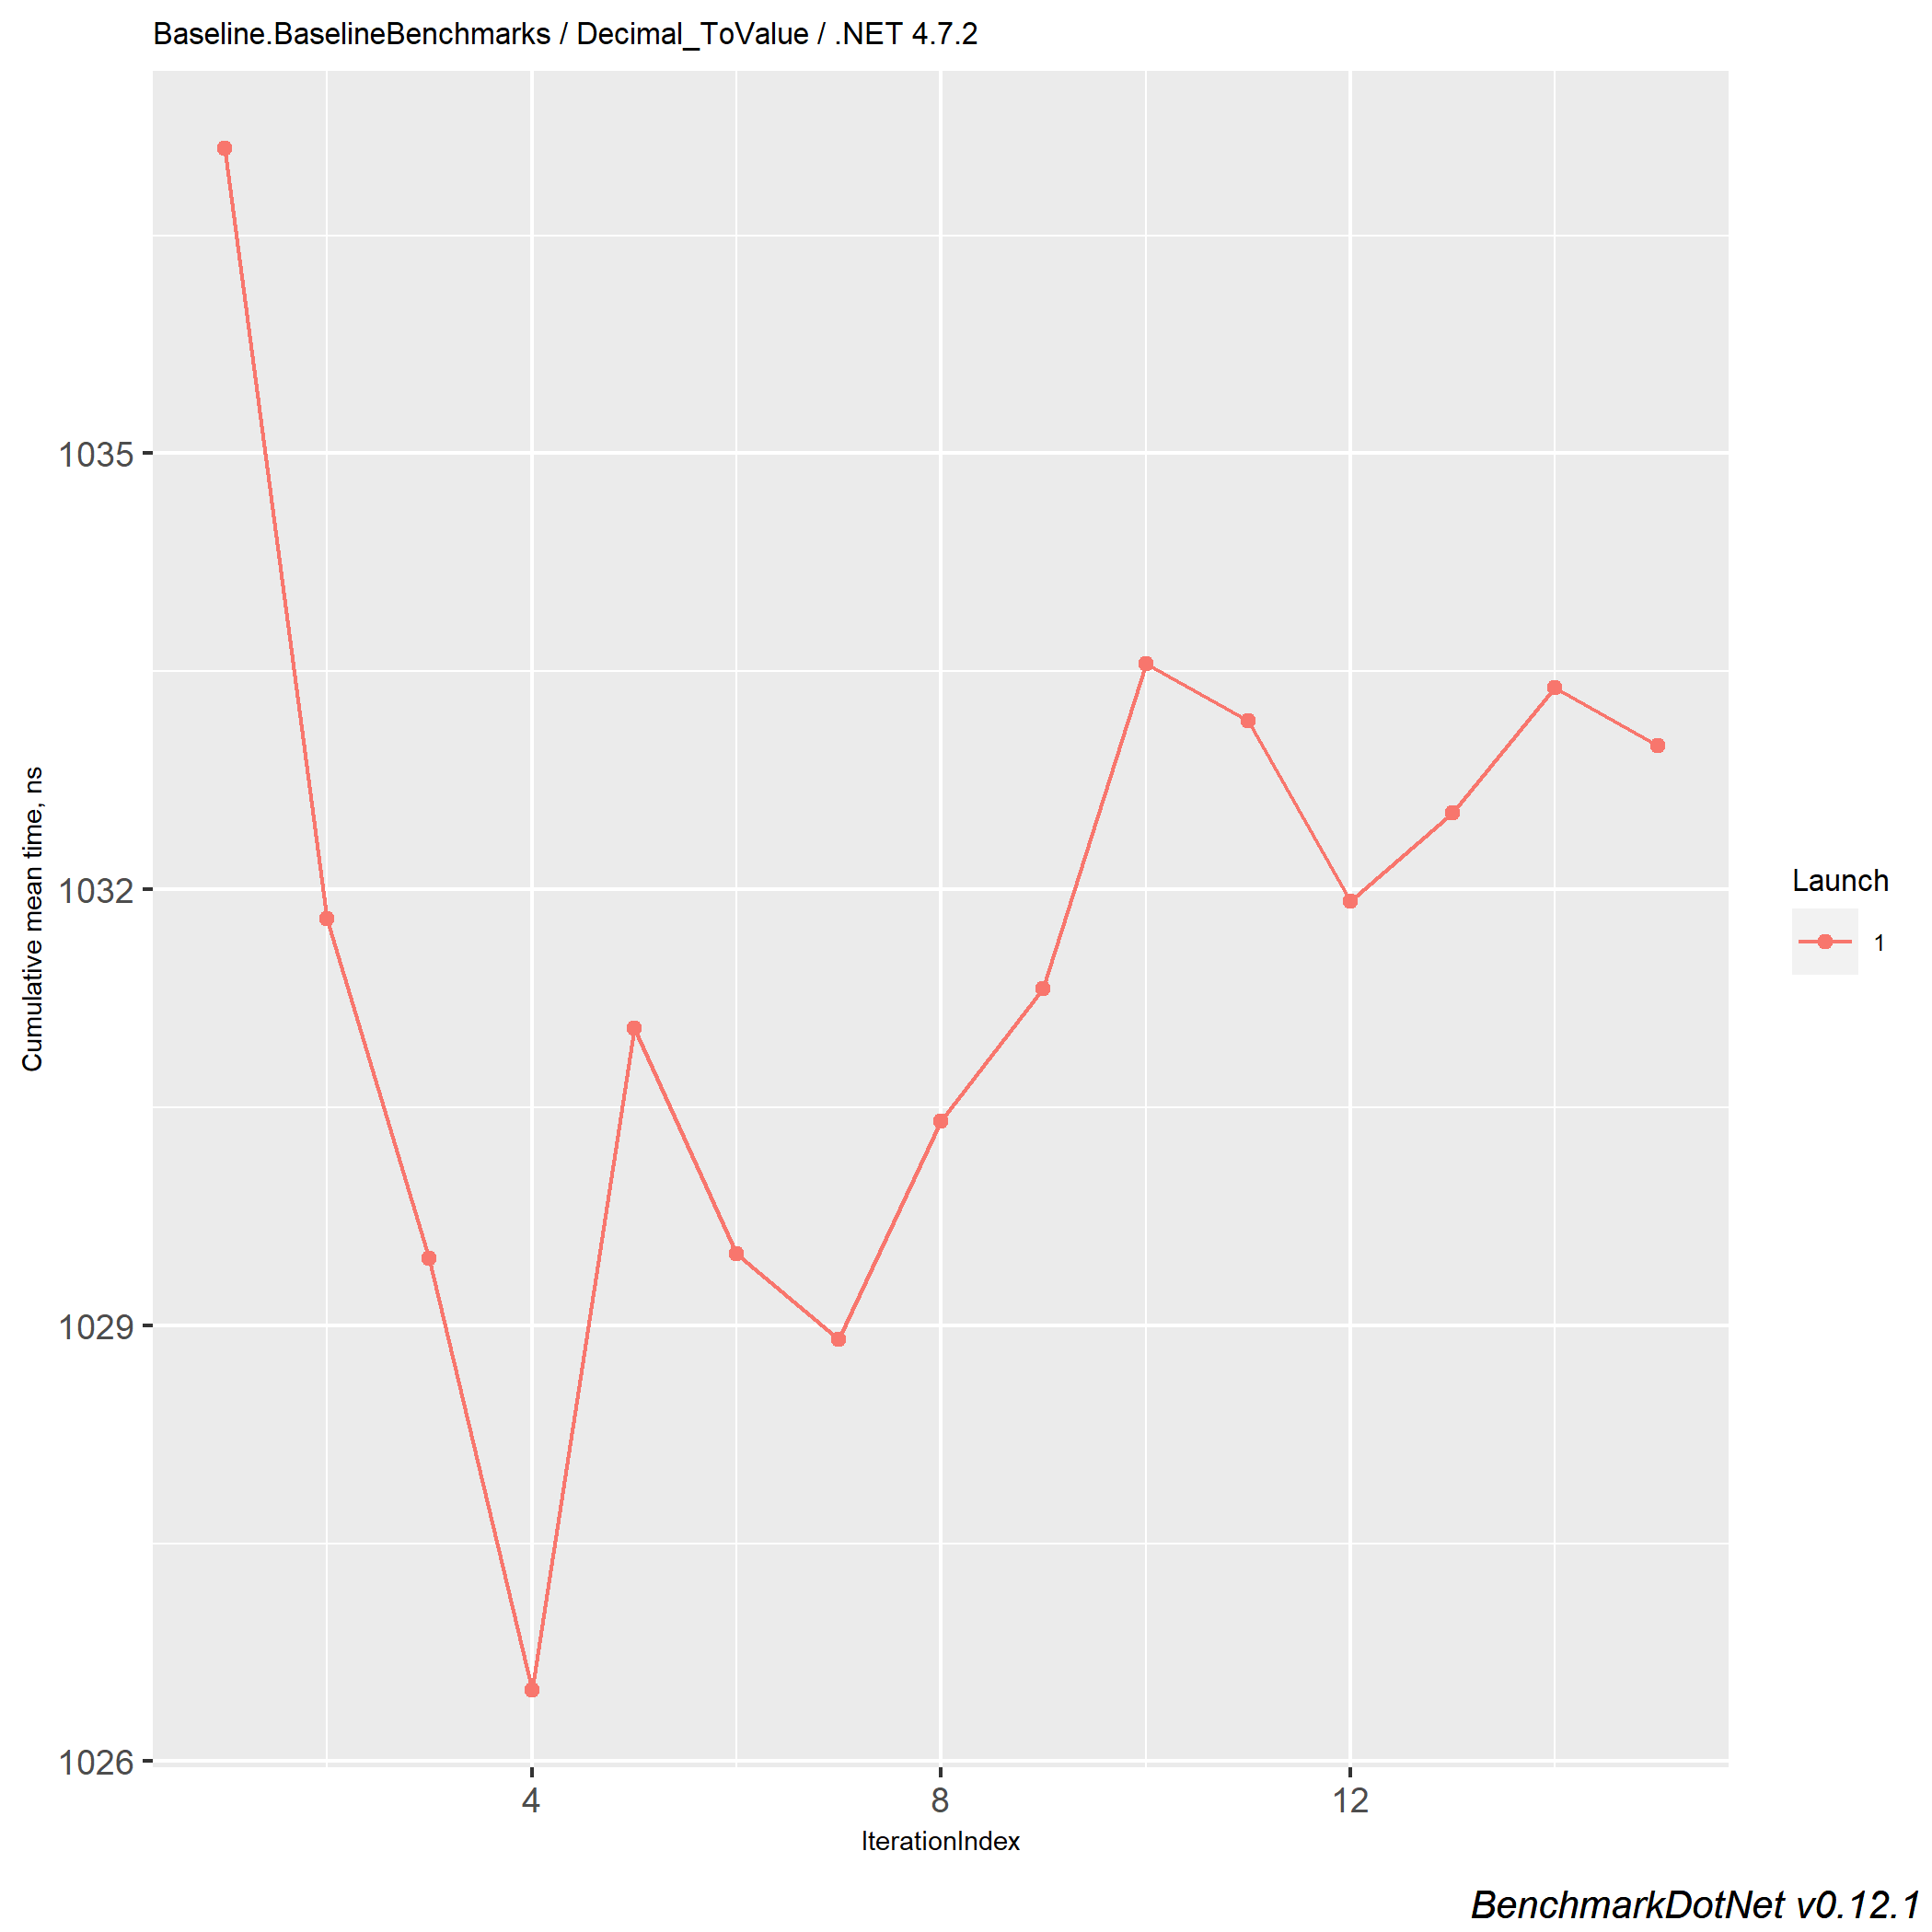 Baseline.BaselineBenchmarks / Decimal_ToValue / .NET 4.7.2
Cumulative mean time, ns
1035
1032
1029
1026
4
8
12
IterationIndex
Launch
1
BenchmarkDotNet v0.12.1